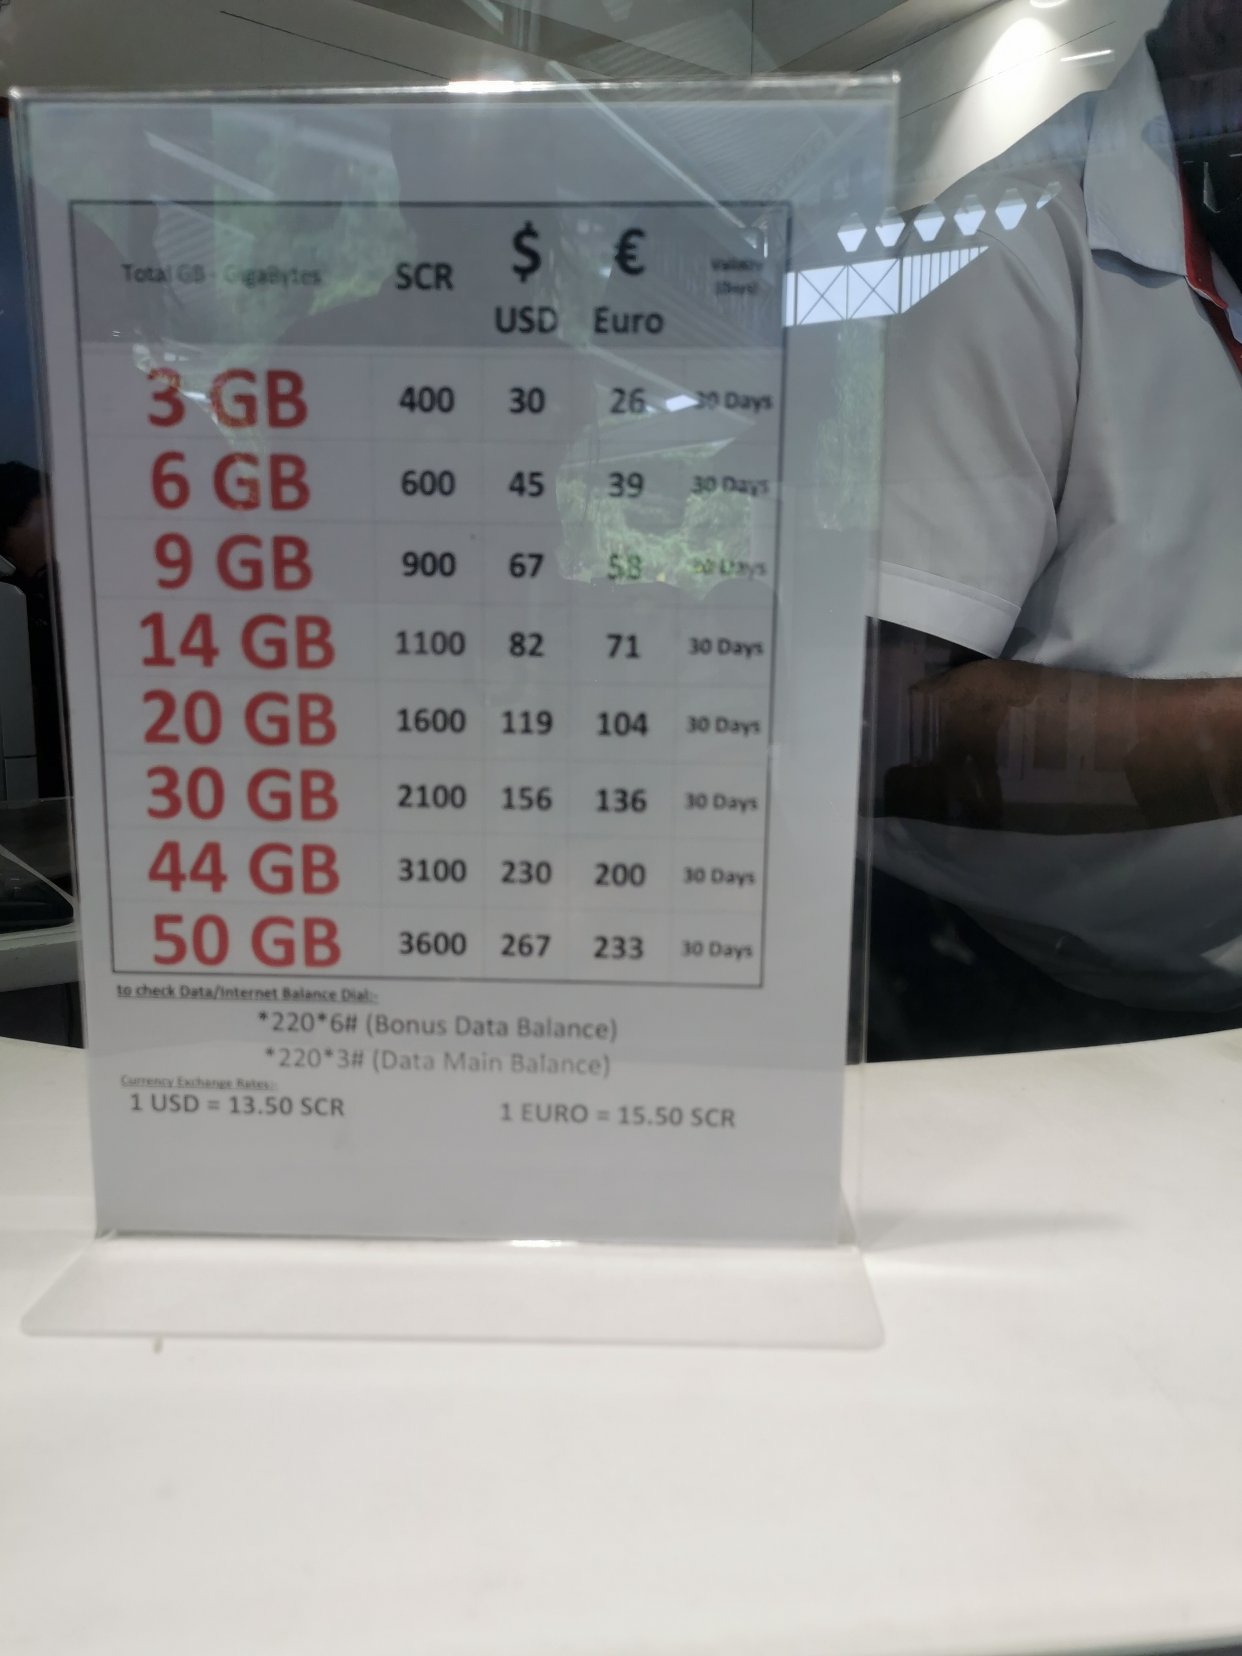 Total GB - GigaBytes SCR $ USD € Euro Validity (Days)
3 GB 400 30 26 30 Days
6 GB 600 45 39 30 Days
9 GB 900 67 58 30 Days
14 GB 1100 82 71 30 Days
20 GB 1600 119 104 30 Days
30 GB 2100 156 136 30 Days
44 GB 3100 230 200 30 Days
50 GB 3600 267 233 30 Days
to check Data/Internet Balance Dial:-
*220*6# (Bonus Data Balance)
*220*3# (Data Main Balance)
Currency Exchange Rates:-
1 USD = 13.50 SCR 1 EURO = 15.50 SCR